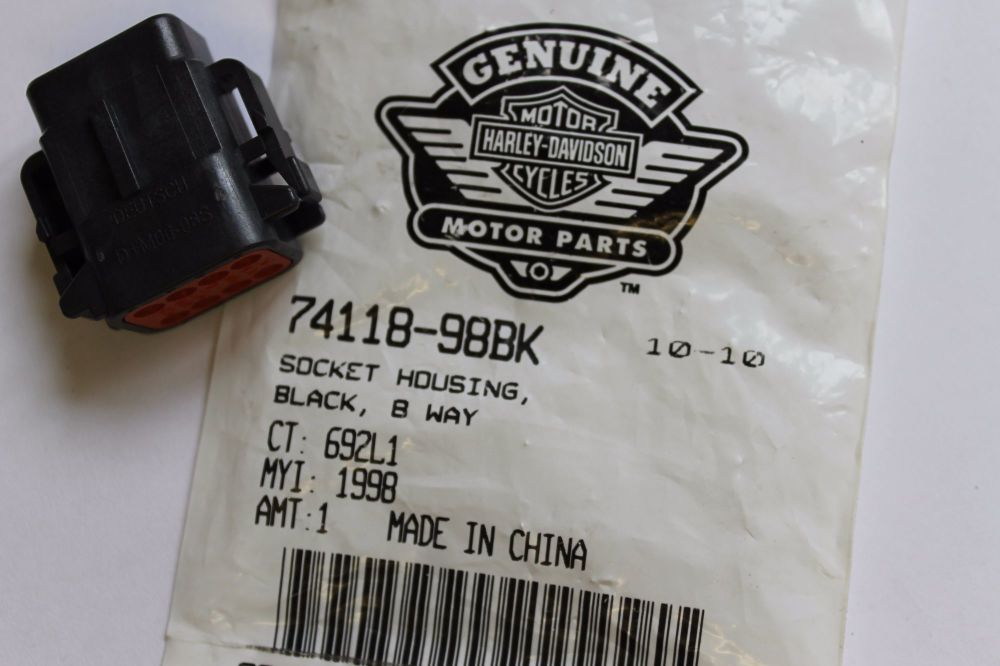 GENUINE
MOTOR
HARLEY-DAVIDSON
CYCLES
MOTOR PARTS
TM
74118-98BK
10-10
SOCKET HOUSING,
BLACK, 8 WAY
CT: 692L1
MYI: 1998
AMT:1 MADE IN CHINA
DEUTSCH